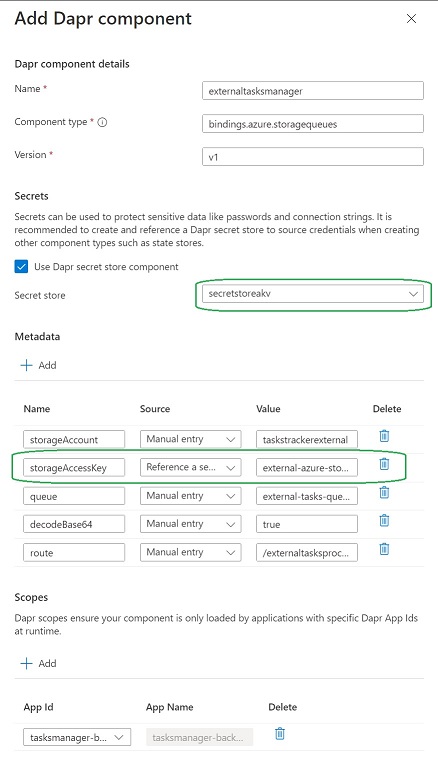 Add Dapr component
Dapr component details
Name * externaltasksmanager
Component type * bindings.azure.storagequeues
Version * v1
Secrets
Secrets can be used to protect sensitive data like passwords and connection strings. It is
recommended to create and reference a Dapr secret store to source credentials when creating
other component types such as state stores.
Use Dapr secret store component
Secret store secretstoreakv
Metadata
Add
Name Source Value Delete
storageAccount Manual entry taskstrackerexternal
storageAccessKey Reference a se... external-azure-sto...
queue Manual entry external-tasks-que...
decodeBase64 Manual entry true
route Manual entry /externaltasksproc...
Scopes
Dapr scopes ensure your component is only loaded by applications with specific Dapr App Ids
at runtime.
Add
App Id App Name Delete
tasksmanager-b... tasksmanager-back...